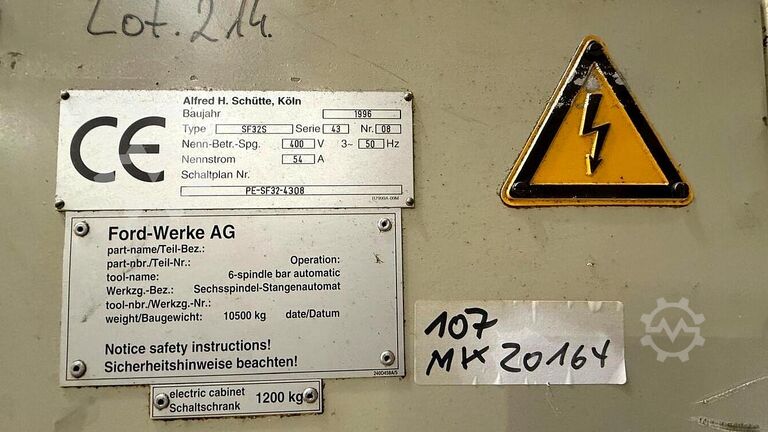 Lot. 214.
CE
Alfred H. Schütte, Köln
Baujahr 1996
Type SF32S Serie 43 Nr. 08
Nenn-Betr.-Spg. 400 V 3~ 50 Hz
Nennstrom 54 A
Schaltplan Nr.
PE-SF32-4308
Ford-Werke AG
part-name/Teil-Bez.:
part-nbr./Teil-Nr.: Operation:
tool-name: 6-spindle bar automatic
Werkzg.-Bez.: Sechsspindel-Stangenautomat
tool-nbr./Werkzg.-Nr.:
weight/Baugewicht: 10500 kg date/Datum
Notice safety instructions!
Sicherheitshinweise beachten!
electric cabinet
Schaltschrank 1200 kg
107
MK 20164